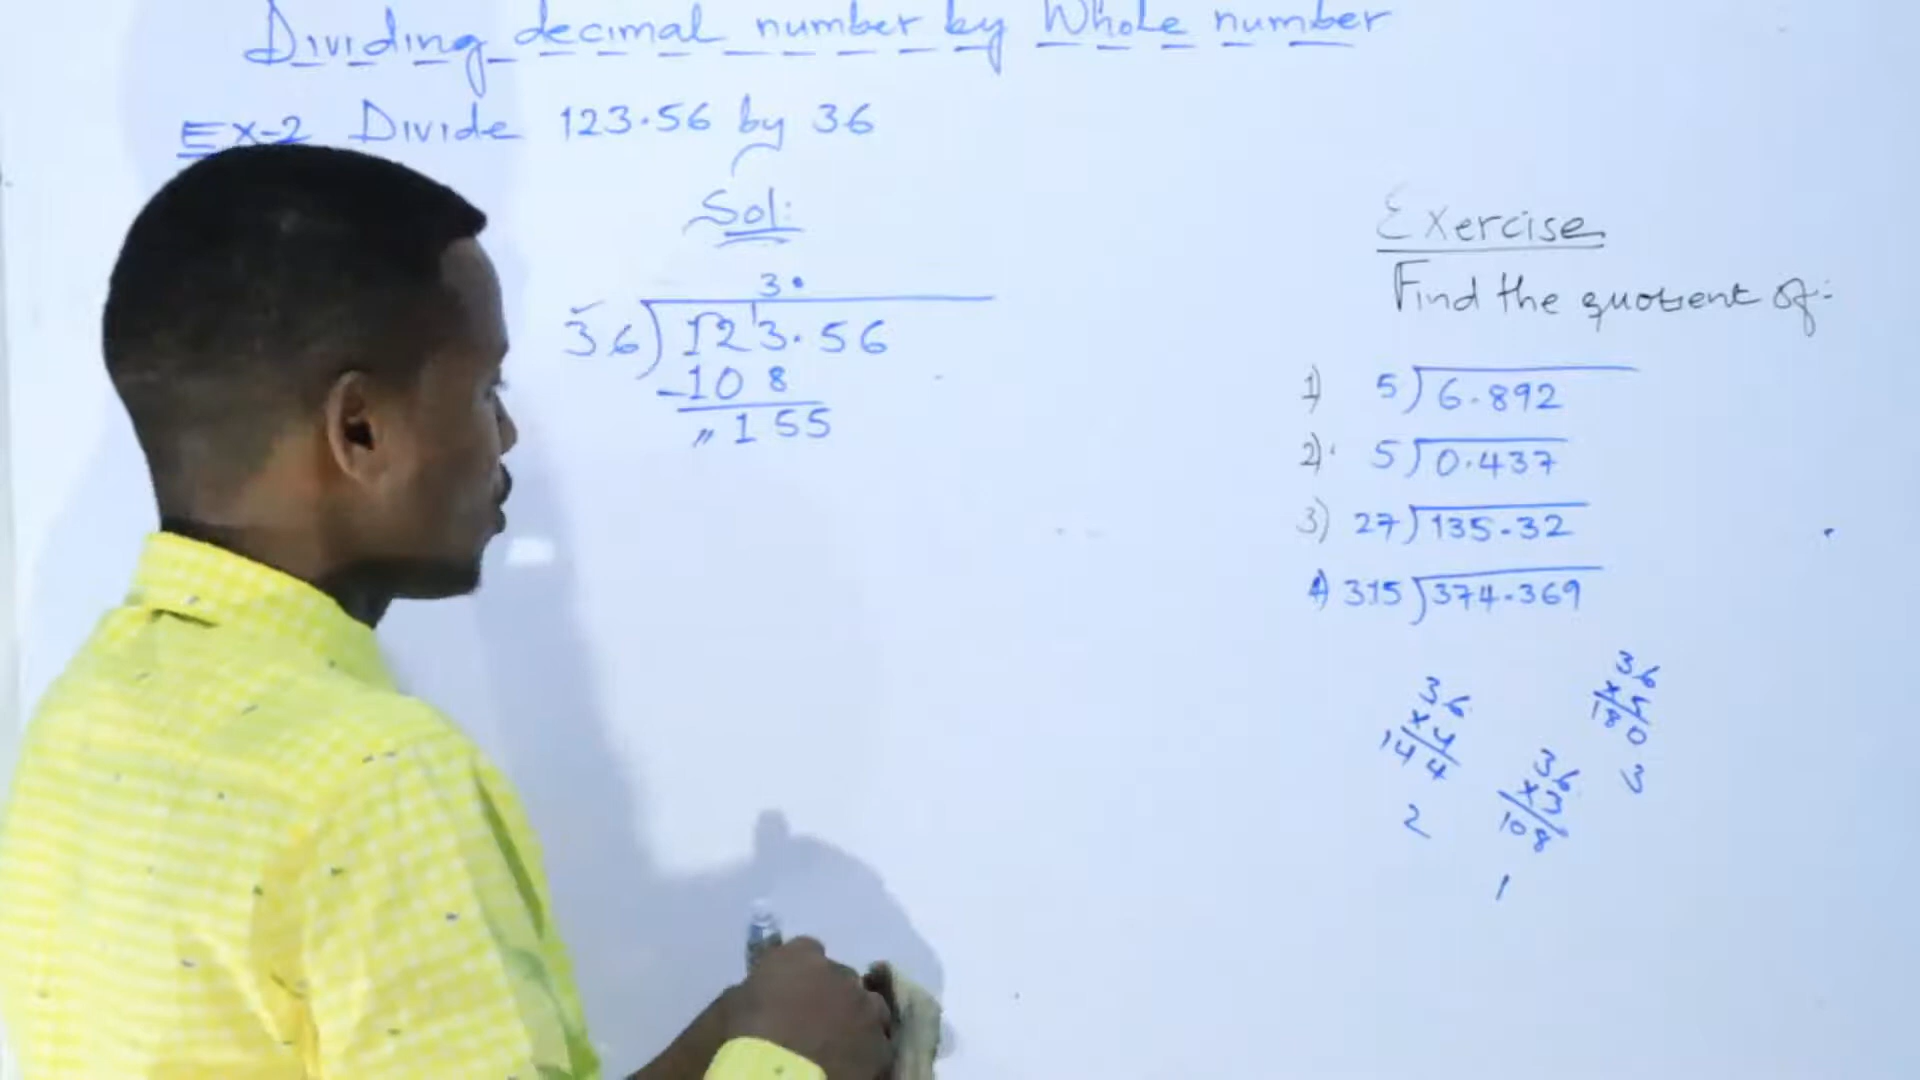 Dividing decimal number by Whole number
EX-2 Divide 123.56 by 36
Sol:
3.
36)123.56
-10 8
"155
Exercise
Find the quotient of:
1) 5)6.892
2) 5)0.437
3) 27)135.32
4) 315)374.369
36
x4
144
2
36
x3
108
1
36
x5
180
3